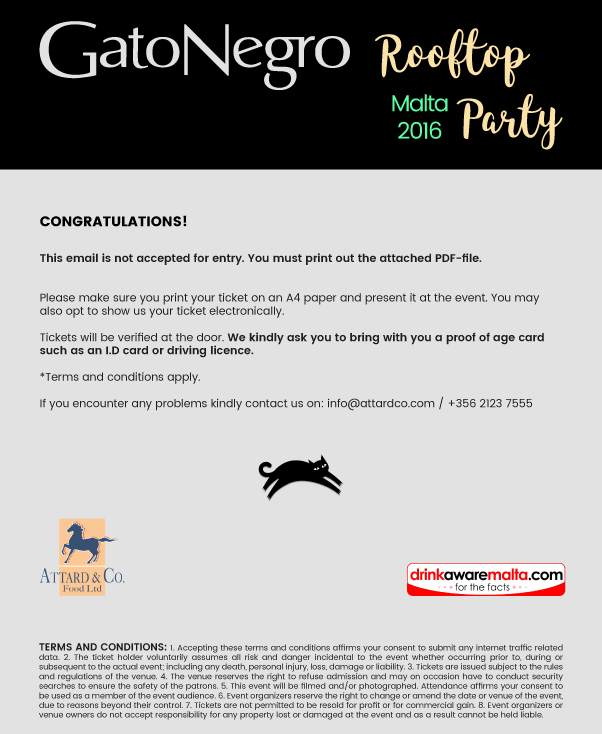 GatoNegro Rooftop
Malta
2016 Party
CONGRATULATIONS!
This email is not accepted for entry. You must print out the attached PDF-file.
Please make sure you print your ticket on an A4 paper and present it at the event. You may
also opt to show us your ticket electronically.
Tickets will be verified at the door. We kindly ask you to bring with you a proof of age card
such as an I.D card or driving licence.
*Terms and conditions apply.
If you encounter any problems kindly contact us on: info@attardco.com / +356 2123 7555
ATTARD & CO.
Food Ltd
drinkawaremalta.com
for the facts
TERMS AND CONDITIONS: 1. Accepting these terms and conditions affirms your consent to submit any internet traffic related
data. 2. The ticket holder voluntarily assumes all risk and danger incidental to the event whether occurring prior to, during or
subsequent to the actual event; including any death, personal injury, loss, damage or liability. 3. Tickets are issued subject to the rules
and regulations of the venue. 4. The venue reserves the right to refuse admission and may on occasion have to conduct security
searches to ensure the safety of the patrons. 5. This event will be filmed and/or photographed. Attendance affirms your consent to
be used as a member of the event audience. 6. Event organizers reserve the right to change or amend the date or venue of the event,
due to reasons beyond their control. 7. Tickets are not permitted to be resold for profit or for commercial gain. 8. Event organizers or
venue owners do not accept responsibility for any property lost or damaged at the event and as a result cannot be held liable.